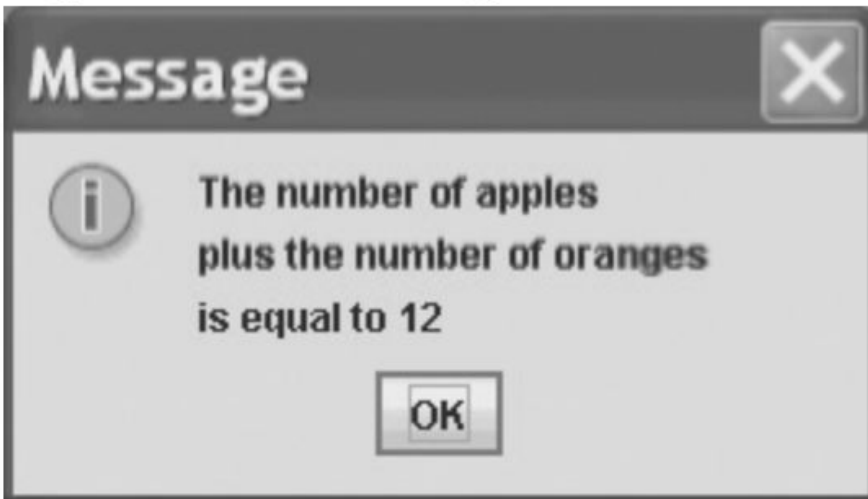 Message
The number of apples
plus the number of oranges
is equal to 12
OK